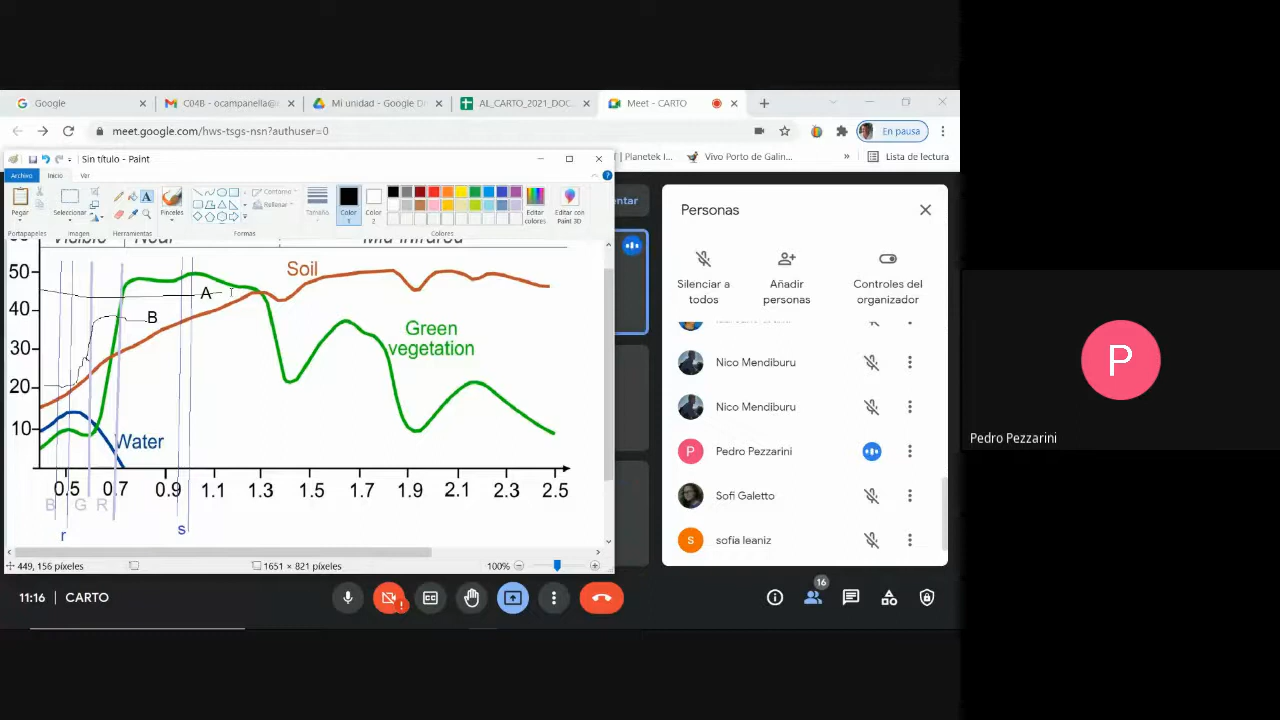 Google
C04B - ocampanella@
Mi unidad - Google Dr
AL_CARTO_2021_DOC...
Meet - CARTO
meet.google.com/hws-tsgs-nsn?authuser=0
En pausa
Planetek I...
Vivo Porto de Galin...
»
Lista de lectura
Sin título - Paint
Archivo
Inicio
Ver
Pegar
Seleccionar
Pinceles
Contorno
Rellenar
Tamaño
Color
1
Color
2
Editar
colores
Editar con
Paint 3D
Portapapeles
Imagen
Herramientas
Formas
Colores
entar
Personas
Silenciar a
todos
Añadir
personas
Controles del
organizador
Nico Mendiburu
Nico Mendiburu
Pedro Pezzarini
P
Sofi Galetto
s
sofia leaniz
50
Soil
A
40
B
Green
vegetation
30
20
10
Water
0.5 0.7 0.9 1.1 1.3 1.5 1.7 1.9 2.1 2.3 2.5
B G R
r
s
449, 156 píxeles
1651 × 821 píxeles
100%
11:16 | CARTO
16
P
Pedro Pezzarini